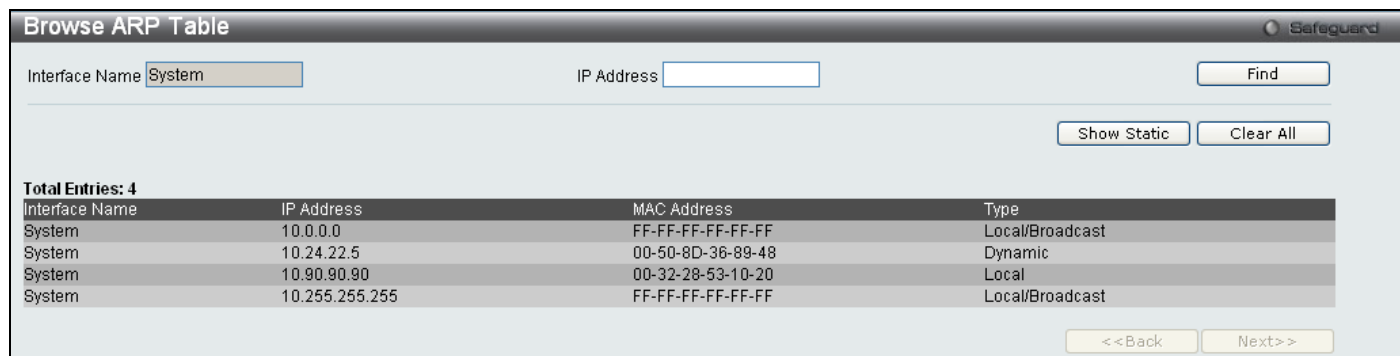 Browse ARP Table Safeguard
Interface Name System IP Address Find
Show Static Clear All
Total Entries: 4
Interface Name IP Address MAC Address Type
System 10.0.0.0 FF-FF-FF-FF-FF-FF Local/Broadcast
System 10.24.22.5 00-50-8D-36-89-48 Dynamic
System 10.90.90.90 00-32-28-53-10-20 Local
System 10.255.255.255 FF-FF-FF-FF-FF-FF Local/Broadcast
<<Back Next>>